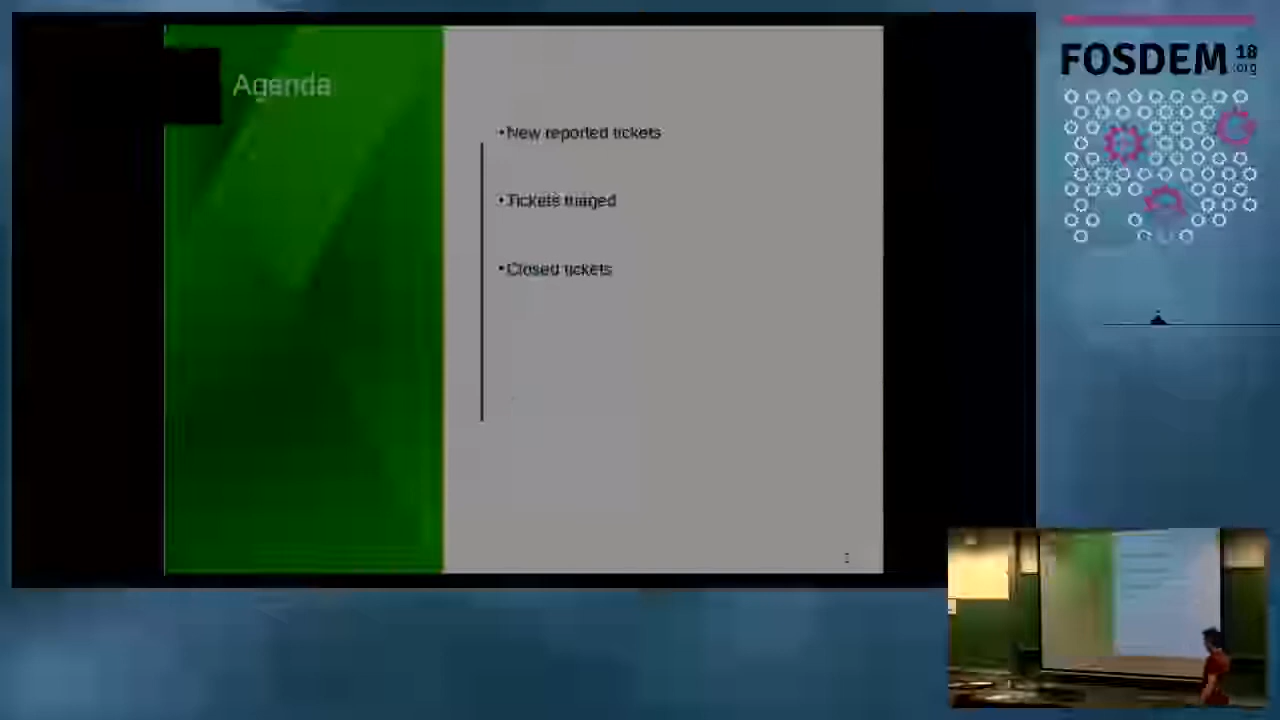 Agenda
•New reported tickets
•Tickets triaged
•Closed tickets
FOSDEM 18
.org